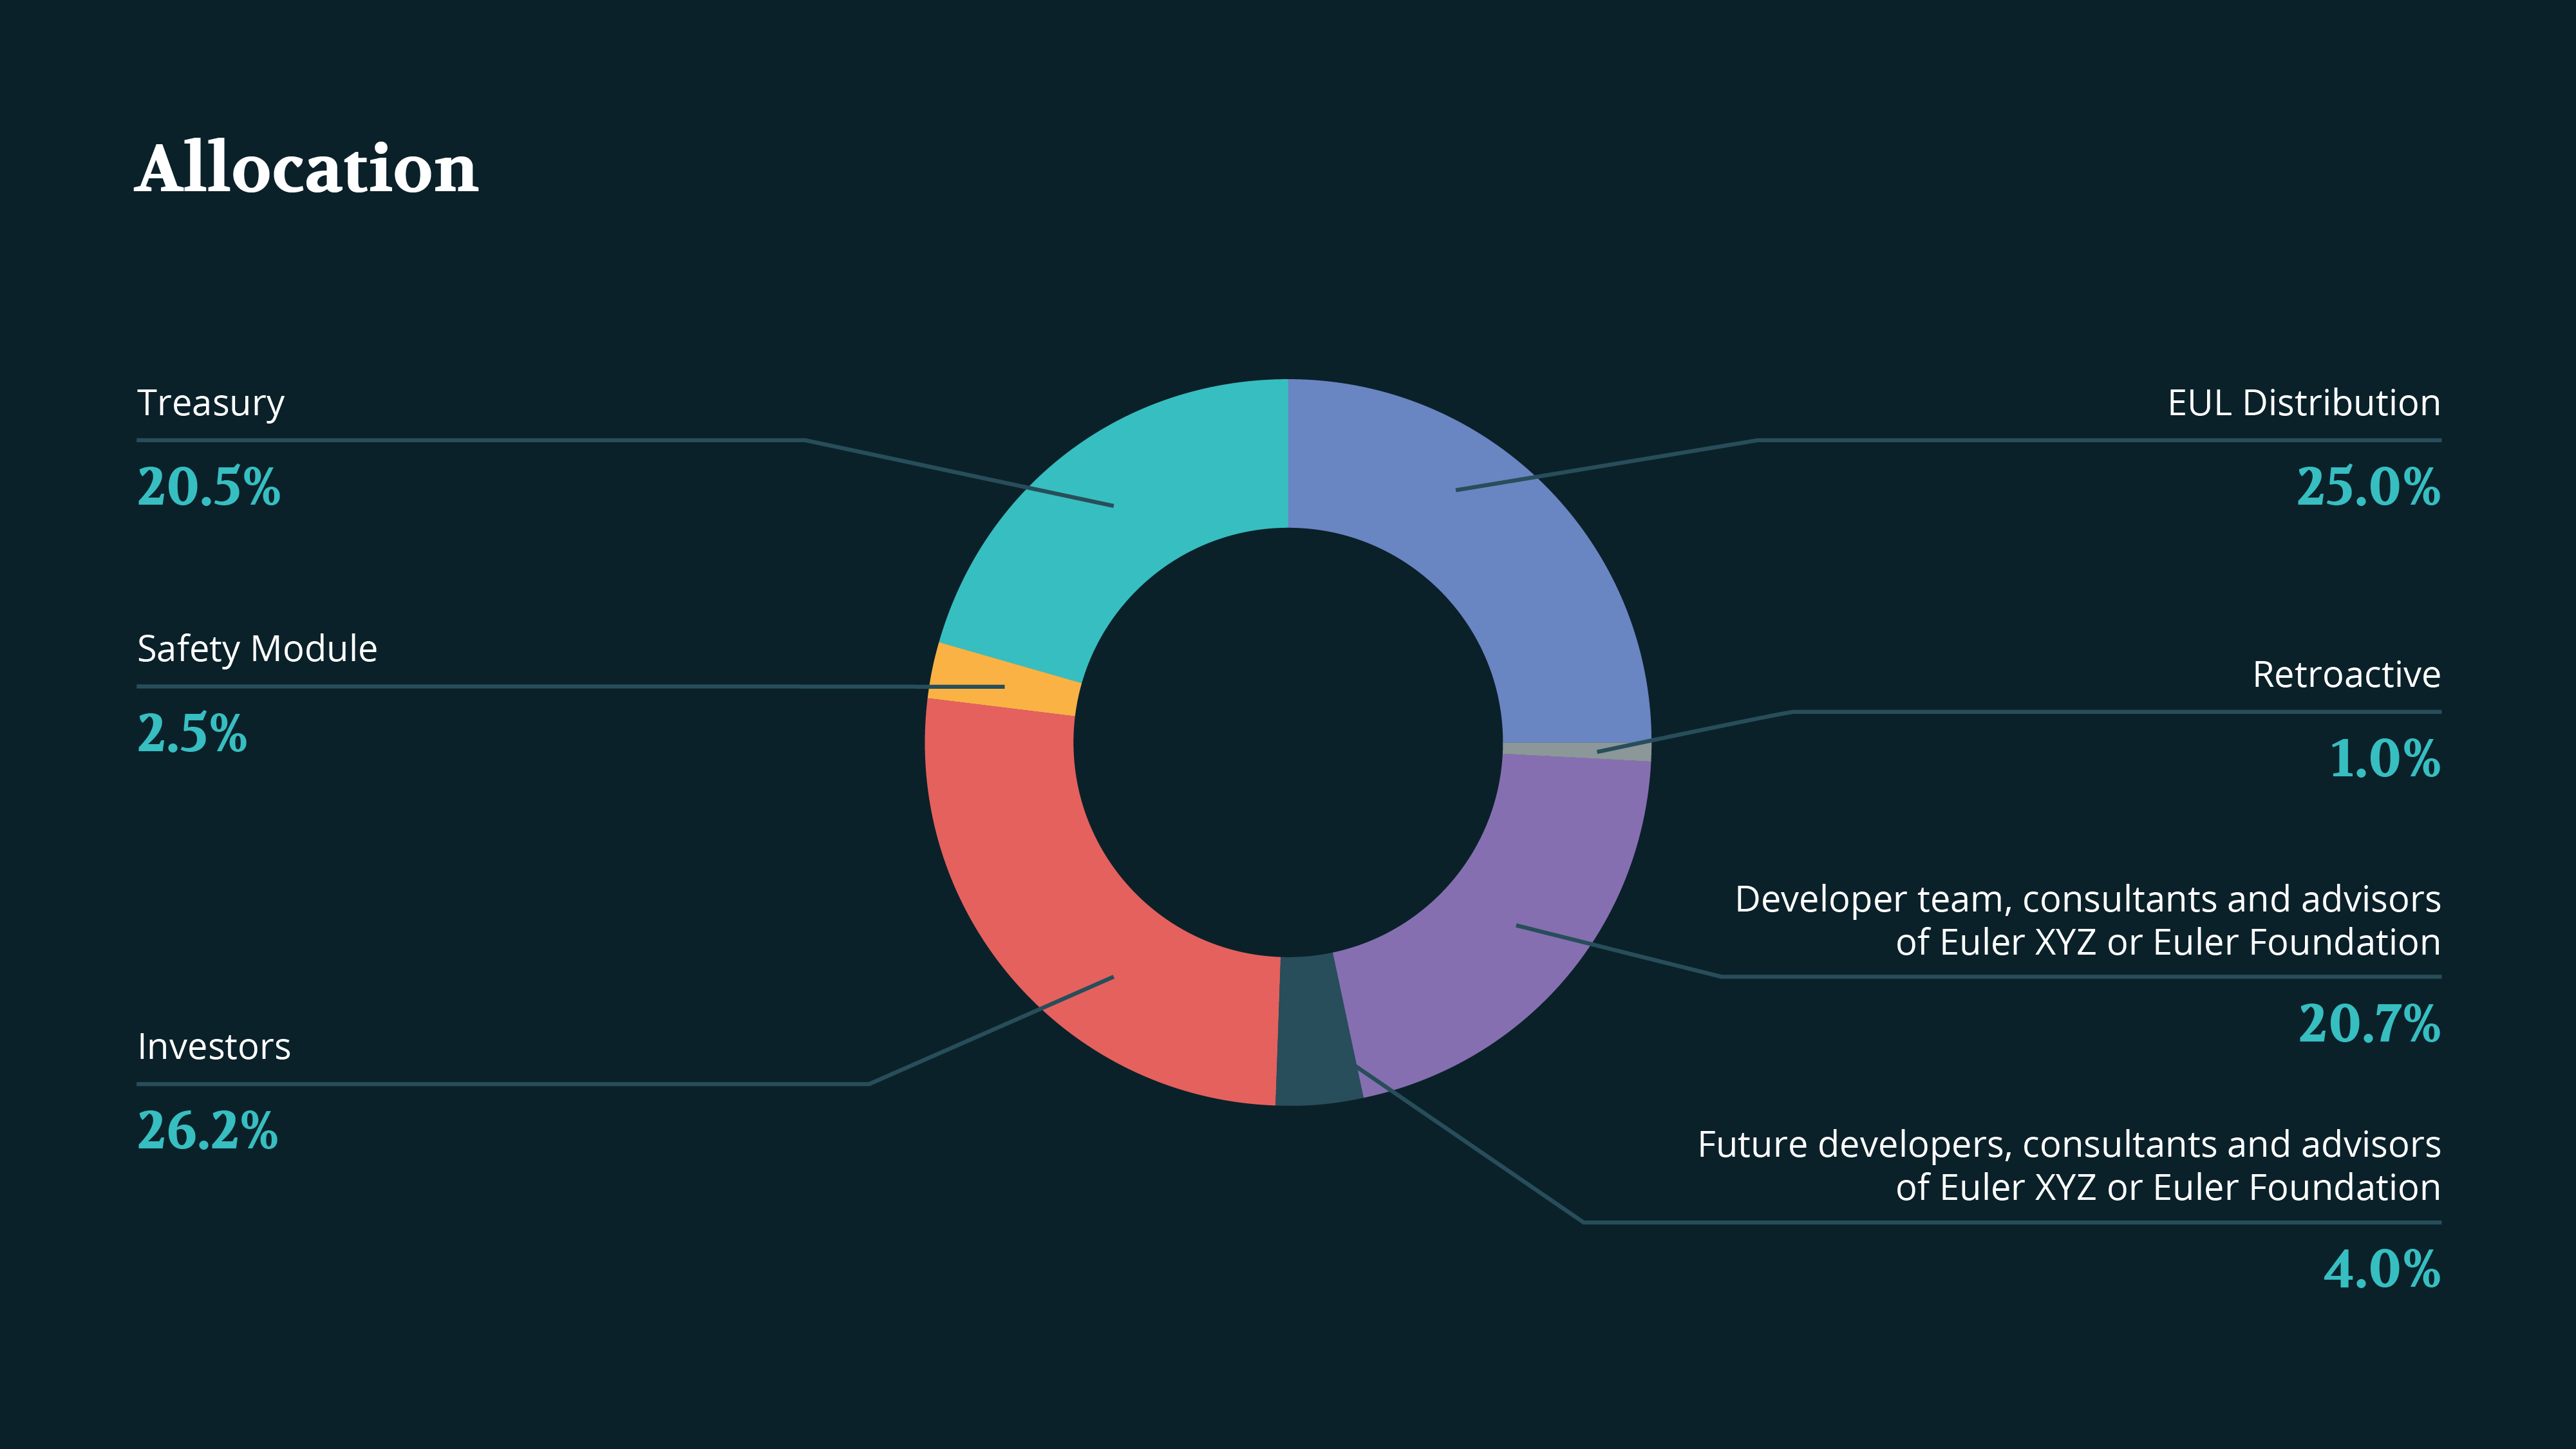 Allocation
Treasury
20.5%
Safety Module
2.5%
Investors
26.2%
EUL Distribution
25.0%
Retroactive
1.0%
Developer team, consultants and advisors
of Euler XYZ or Euler Foundation
20.7%
Future developers, consultants and advisors
of Euler XYZ or Euler Foundation
4.0%